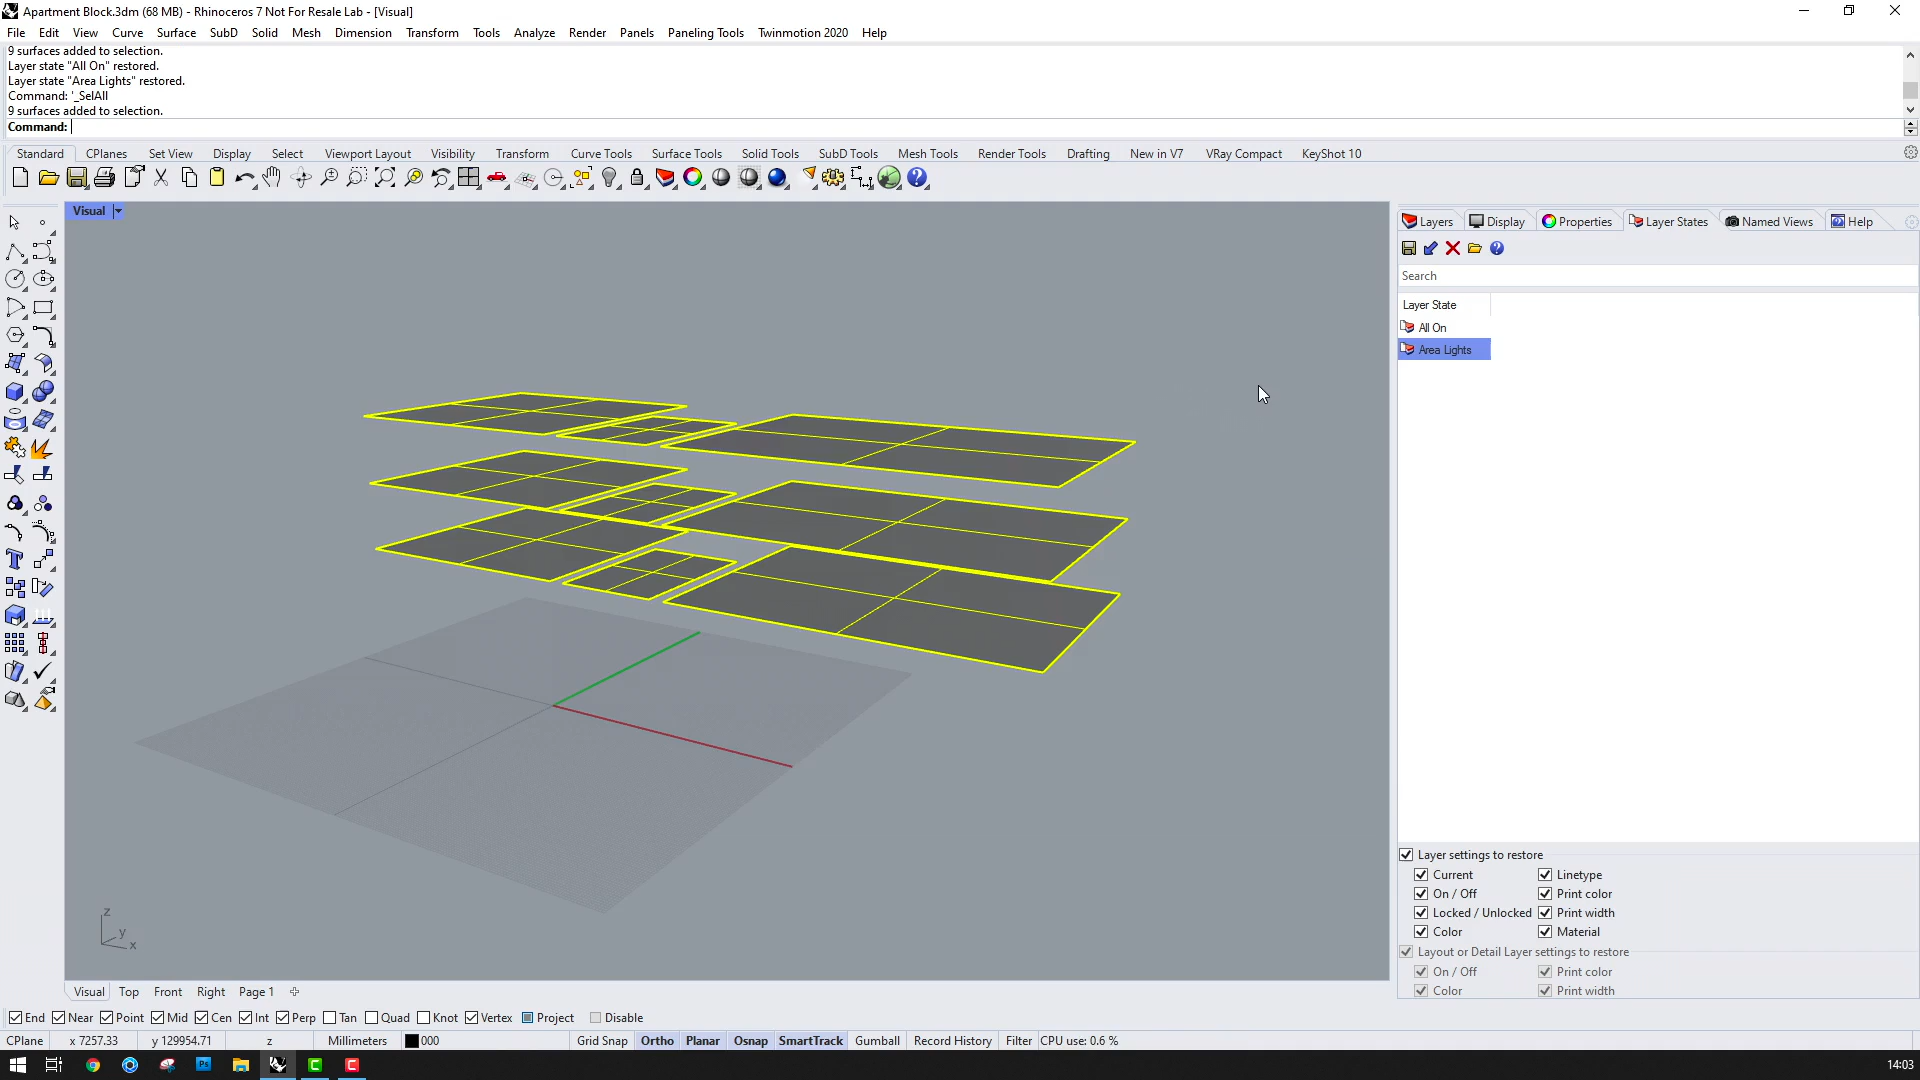 Apartment Block.3dm (68 MB) - Rhinoceros 7 Not For Resale Lab - [Visual]
File Edit View Curve Surface SubD Solid Mesh Dimension Transform Tools Analyze Render Panels Paneling Tools Twinmotion 2020 Help
9 surfaces added to selection.
Layer state "All On" restored.
Layer state "Area Lights" restored.
Command: '_SelAll
9 surfaces added to selection.
Command:
Standard CPlanes Set View Display Select Viewport Layout Visibility Transform Curve Tools Surface Tools Solid Tools SubD Tools Mesh Tools Render Tools Drafting New in V7 VRay Compact KeyShot 10
Visual
Layers Display Properties Layer States Named Views Help
Search
Layer State
All On
Area Lights
Layer settings to restore
Current Linetype
On / Off Print color
Locked / Unlocked Print width
Color Material
Layout or Detail Layer settings to restore
On / Off Print color
Color Print width
z
y
x
Visual Top Front Right Page 1
End Near Point Mid Cen Int Perp Tan Quad Knot Vertex Project Disable
CPlane x 7257.33 y 129954.71 z Millimeters 000 Grid Snap Ortho Planar Osnap SmartTrack Gumball Record History Filter CPU use: 0.6 %
Ps C C 14:03